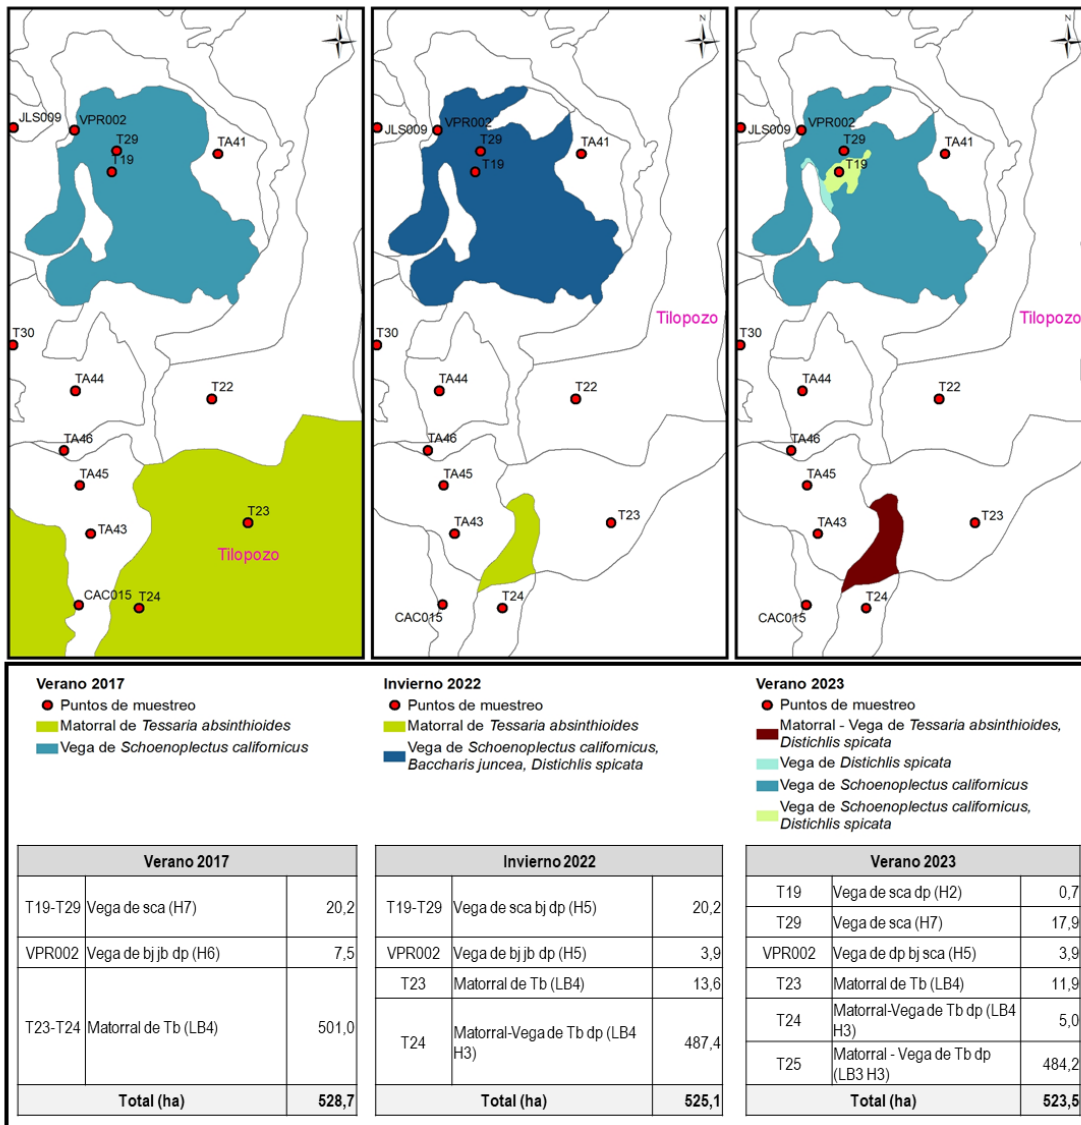 N
JLS009
VPR002
T29
T19
TA41
T30
TA44
T22
TA46
TA45
TA43
T23
Tilopozo
CAC015
T24
N
JLS009
VPR002
T29
T19
TA41
Tilopozo
T30
TA44
T22
TA46
TA45
TA43
T23
CAC015
T24
N
JLS009
VPR002
T29
T19
TA41
Tilopozo
T30
TA44
T22
TA46
TA45
TA43
T23
CAC015
T24
Verano 2017
Puntos de muestreo
Matorral de Tessaria absinthioides
Vega de Schoenoplectus californicus
Invierno 2022
Puntos de muestreo
Matorral de Tessaria absinthioides
Vega de Schoenoplectus californicus,
Baccharis juncea, Distichlis spicata
Verano 2023
Puntos de muestreo
Matorral - Vega de Tessaria absinthioides,
Distichlis spicata
Vega de Distichlis spicata
Vega de Schoenoplectus californicus
Vega de Schoenoplectus californicus,
Distichlis spicata
Verano 2017
T19-T29 Vega de sca (H7) 20,2
VPR002 Vega de bj jb dp (H6) 7,5
T23-T24 Matorral de Tb (LB4) 501,0
Total (ha) 528,7
Invierno 2022
T19-T29 Vega de sca bj dp (H5) 20,2
VPR002 Vega de bj jb dp (H5) 3,9
T23 Matorral de Tb (LB4) 13,6
T24 Matorral-Vega de Tb dp (LB4
H3) 487,4
Total (ha) 525,1
Verano 2023
T19 Vega de sca dp (H2) 0,7
T29 Vega de sca (H7) 17,9
VPR002 Vega de dp bj sca (H5) 3,9
T23 Matorral de Tb (LB4) 11,9
T24 Matorral-Vega de Tb dp (LB4
H3) 5,0
T25 Matorral - Vega de Tb dp
(LB3 H3) 484,2
Total (ha) 523,5